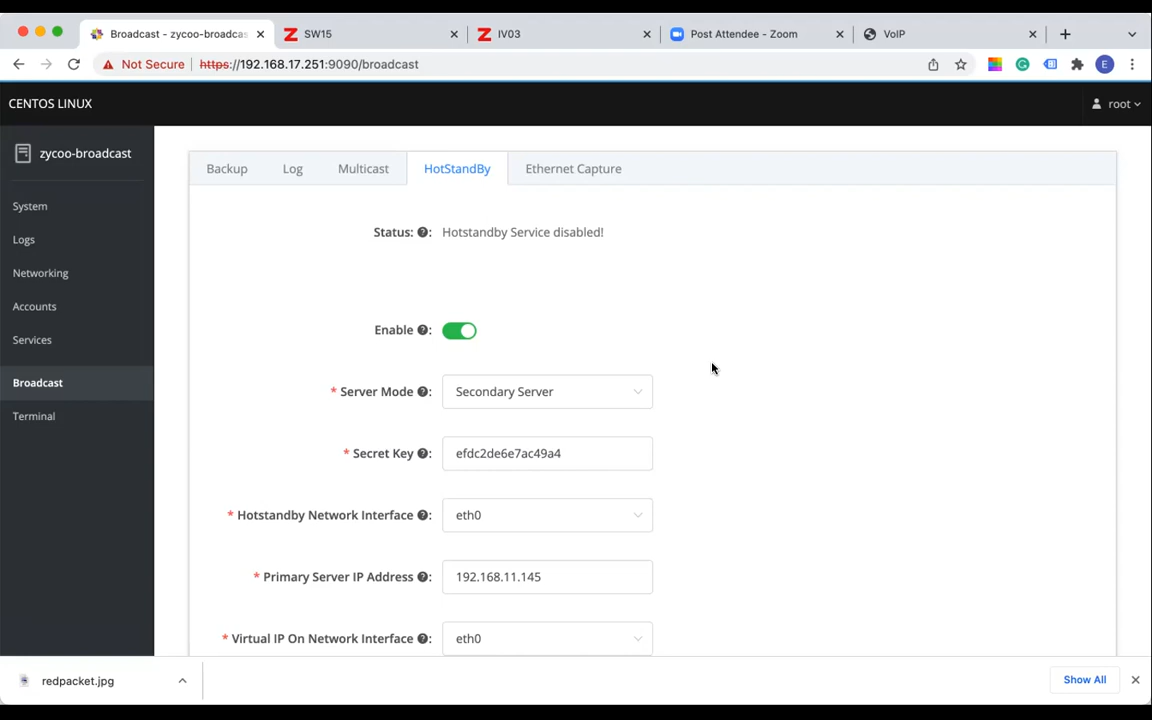 Broadcast - zycoo-broadcas
SW15
IV03
Post Attendee - Zoom
VoIP
Not Secure
https://192.168.17.251:9090/broadcast
E
CENTOS LINUX
root
zycoo-broadcast
System
Logs
Networking
Accounts
Services
Broadcast
Terminal
Backup
Log
Multicast
HotStandBy
Ethernet Capture
Status: ?: Hotstandby Service disabled!
Enable ?:
* Server Mode ?: Secondary Server
* Secret Key ?: efdc2de6e7ac49a4
* Hotstandby Network Interface ?: eth0
* Primary Server IP Address ?: 192.168.11.145
* Virtual IP On Network Interface ?: eth0
redpacket.jpg
Show All